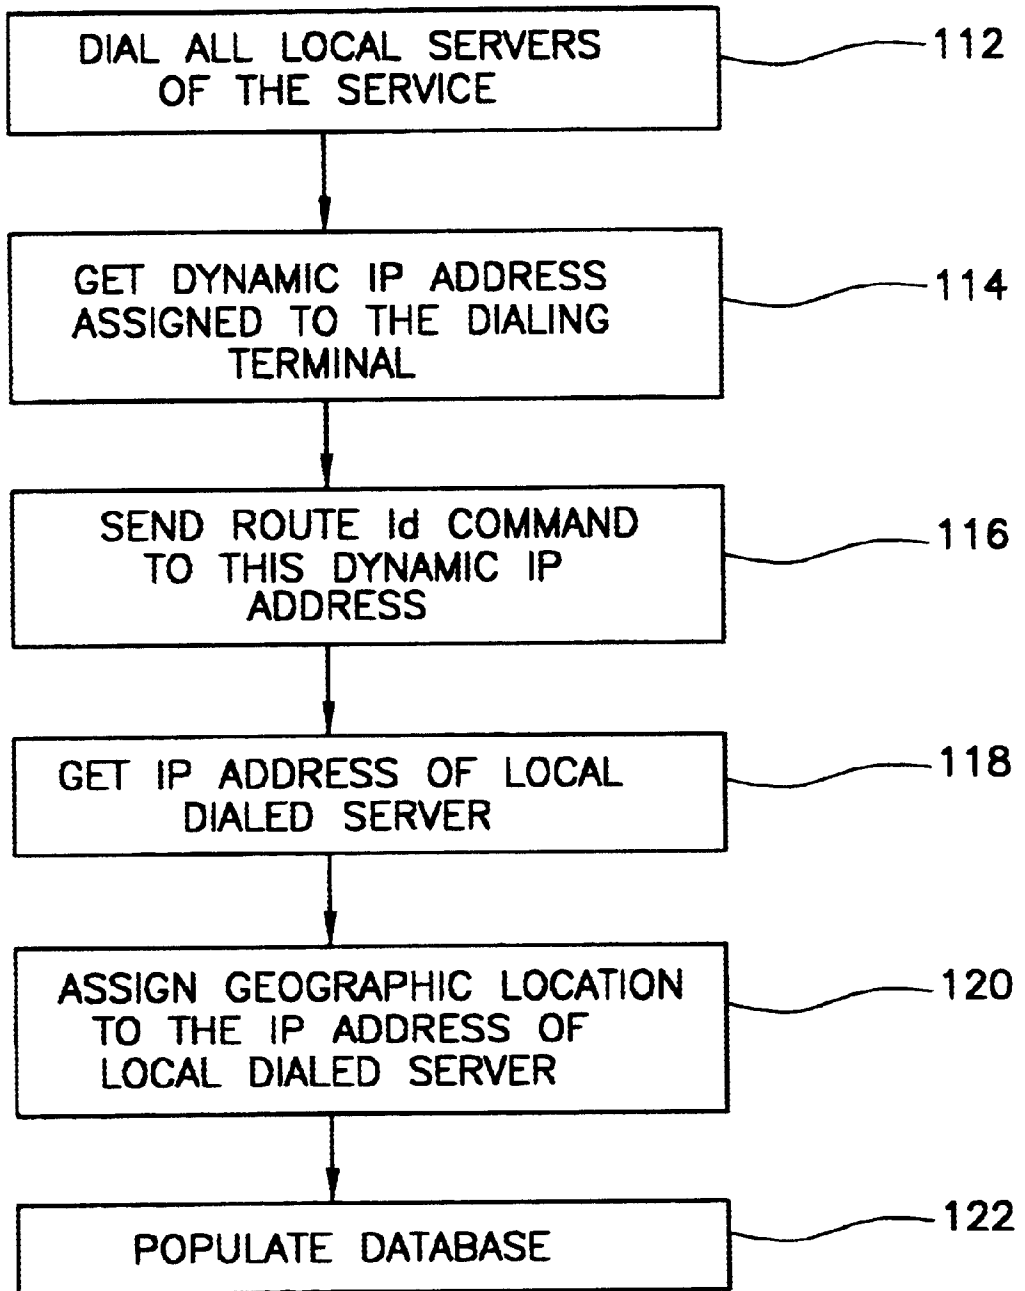 DIAL ALL LOCAL SERVERS
OF THE SERVICE
112
GET DYNAMIC IP ADDRESS
ASSIGNED TO THE DIALING
TERMINAL
114
SEND ROUTE Id COMMAND
TO THIS DYNAMIC IP
ADDRESS
116
GET IP ADDRESS OF LOCAL
DIALED SERVER
118
ASSIGN GEOGRAPHIC LOCATION
TO THE IP ADDRESS OF
LOCAL DIALED SERVER
120
POPULATE DATABASE
122